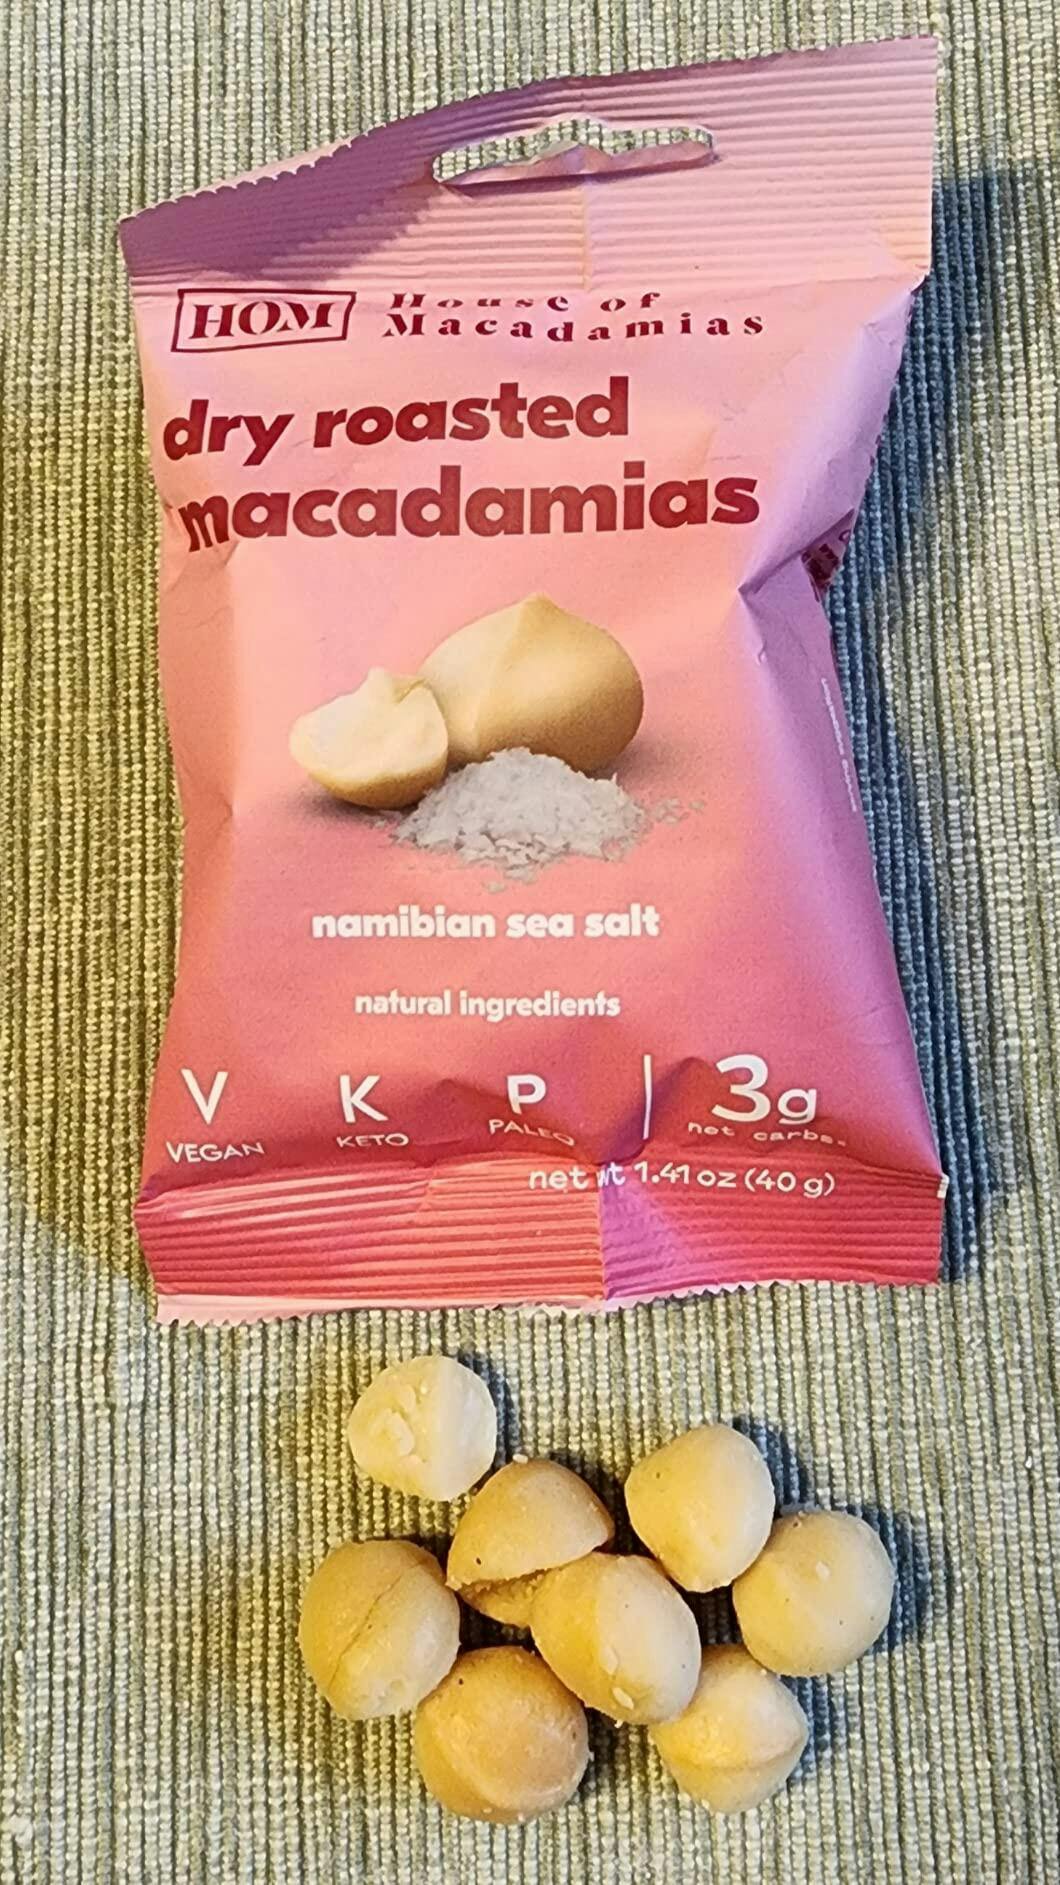 HOM
House of
Macadamias
dry roasted
macadamias
namibian sea salt
natural ingredients
V K P 3g
VEGAN KETO PALEO net carbs.
net wt 1.41 oz (40 g)